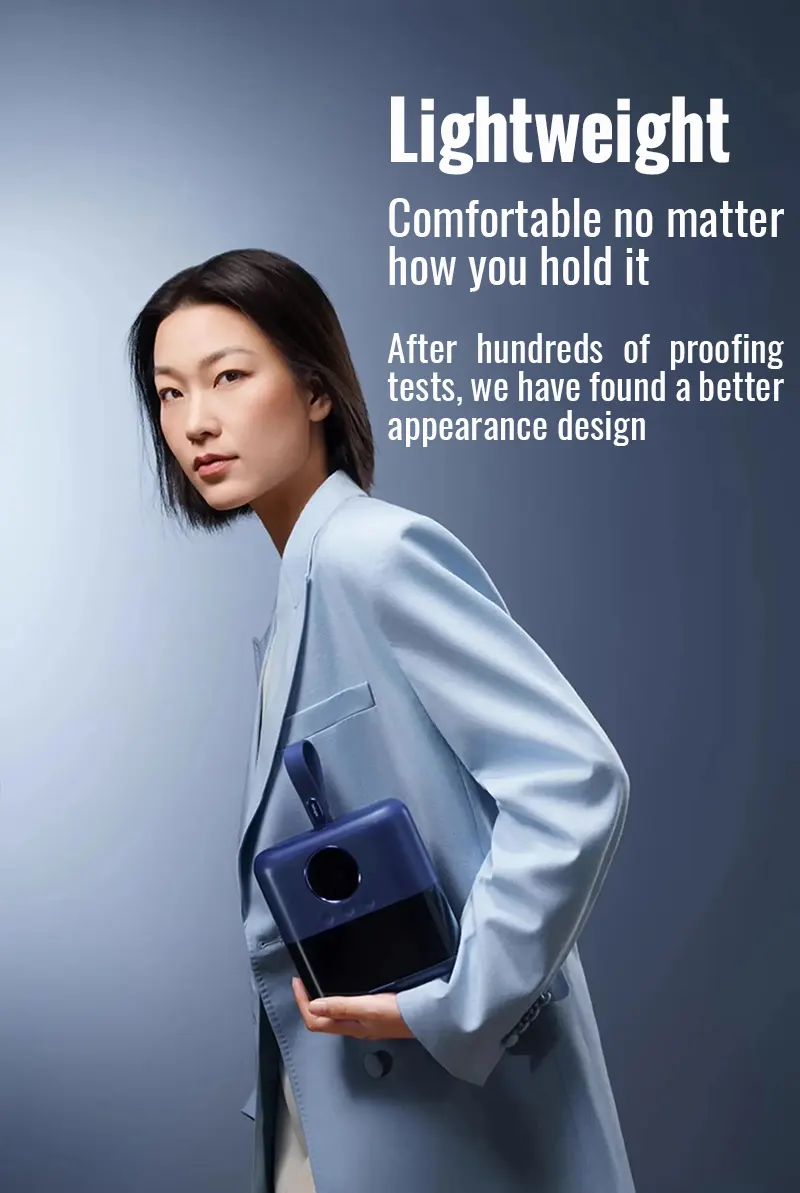 Lightweight
Comfortable no matter
how you hold it
After hundreds of proofing
tests, we have found a better
appearance design